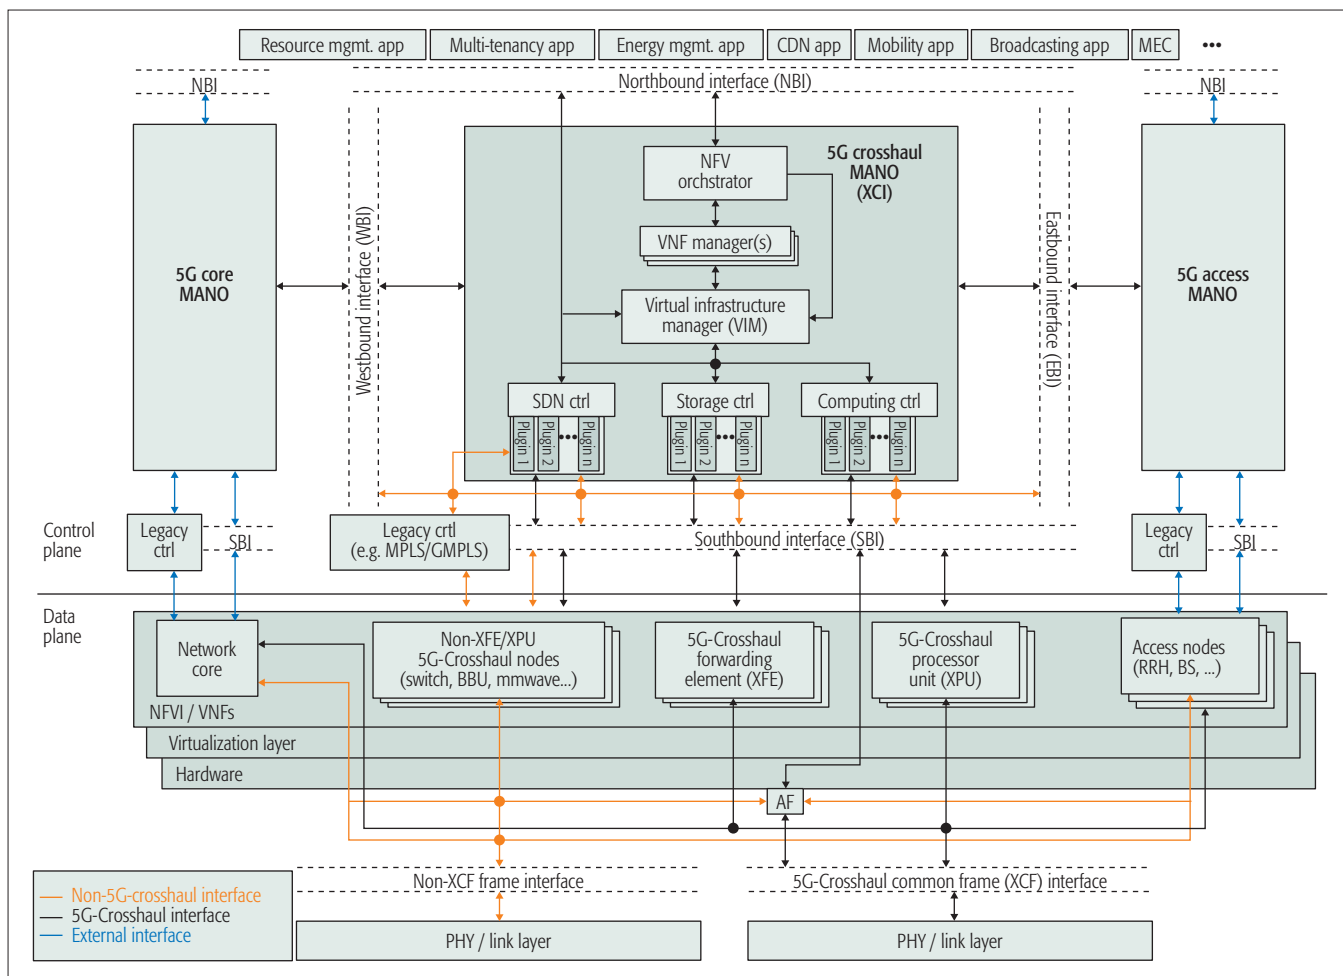 Resource mgmt. app
Multi-tenancy app
Energy mgmt. app
CDN app
Mobility app
Broadcasting app
MEC
•••
NBI
Northbound interface (NBI)
NBI
5G core
MANO
Westbound interface (WBI)
5G crosshaul
MANO
(XCI)
NFV
orchstrator
VNF manager(s)
Virtual infrastructure
manager (VIM)
SDN ctrl
Plugin 1
Plugin 2
•••
Plugin n
Storage ctrl
Plugin 1
Plugin 2
•••
Plugin n
Computing ctrl
Plugin 1
Plugin 2
•••
Plugin n
Eastbound interface (EBI)
5G access
MANO
Control
plane
Legacy
ctrl
SBI
Legacy crtl
(e.g. MPLS/GMPLS)
Southbound interface (SBI)
Legacy
ctrl
SBI
Data
plane
Network
core
Non-XFE/XPU
5G-Crosshaul nodes
(switch, BBU, mmwave...)
5G-Crosshaul
forwarding
element (XFE)
5G-Crosshaul
processor
unit (XPU)
Access nodes
(RRH, BS, ...)
NFVI / VNFs
Virtualization layer
Hardware
AF
Non-XCF frame interface
5G-Crosshaul common frame (XCF) interface
PHY / link layer
PHY / link layer
Non-5G-crosshaul interface
5G-Crosshaul interface
External interface